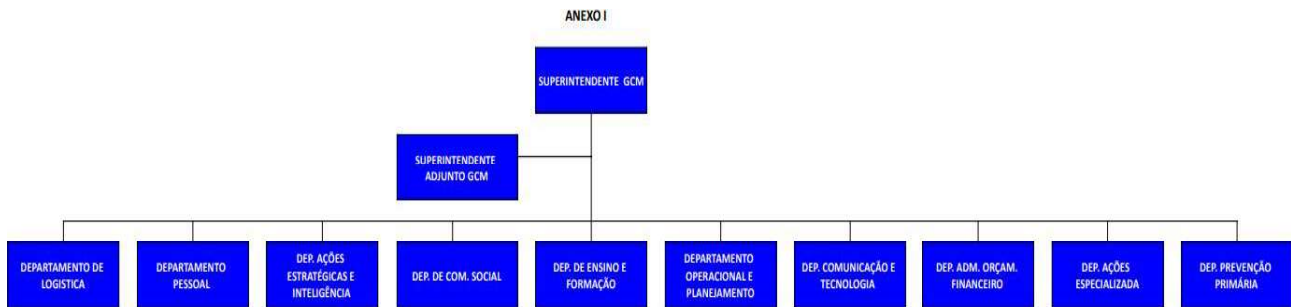 ANEXO I
SUPERINTENDENTE GCM
SUPERINTENDENTE
ADJUNTO GCM
DEPARTAMENTO DE
LOGISTICA
DEPARTAMENTO
PESSOAL
DEP. AÇÕES
ESTRATÉGICAS E
INTELIGÊNCIA
DEP. DE COM. SOCIAL
DEP. DE ENSINO E
FORMAÇÃO
DEPARTAMENTO
OPERACIONAL E
PLANEJAMENTO
DEP. COMUNICAÇÃO E
TECNOLOGIA
DEP. ADM. ORÇAM.
FINANCEIRO
DEP. AÇÕES
ESPECIALIZADA
DEP. PREVENÇÃO
PRIMÁRIA